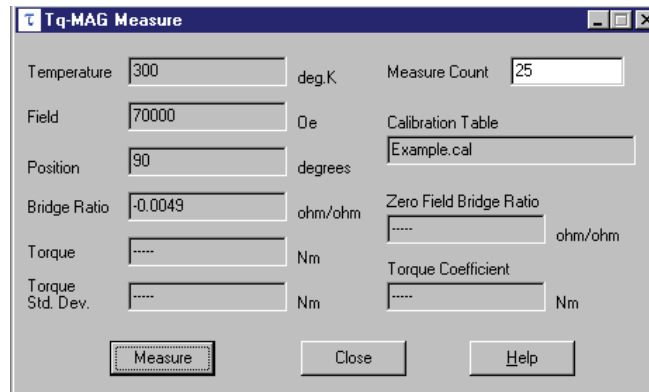 τ Tq-MAG Measure
Temperature 300 deg.K
Measure Count 25
Field 70000 Oe
Calibration Table
Example.cal
Position 90 degrees
Bridge Ratio -0.0049 ohm/ohm
Zero Field Bridge Ratio
----- ohm/ohm
Torque ----- Nm
Torque Coefficient
----- Nm
Torque
Std. Dev. ----- Nm
Measure Close Help